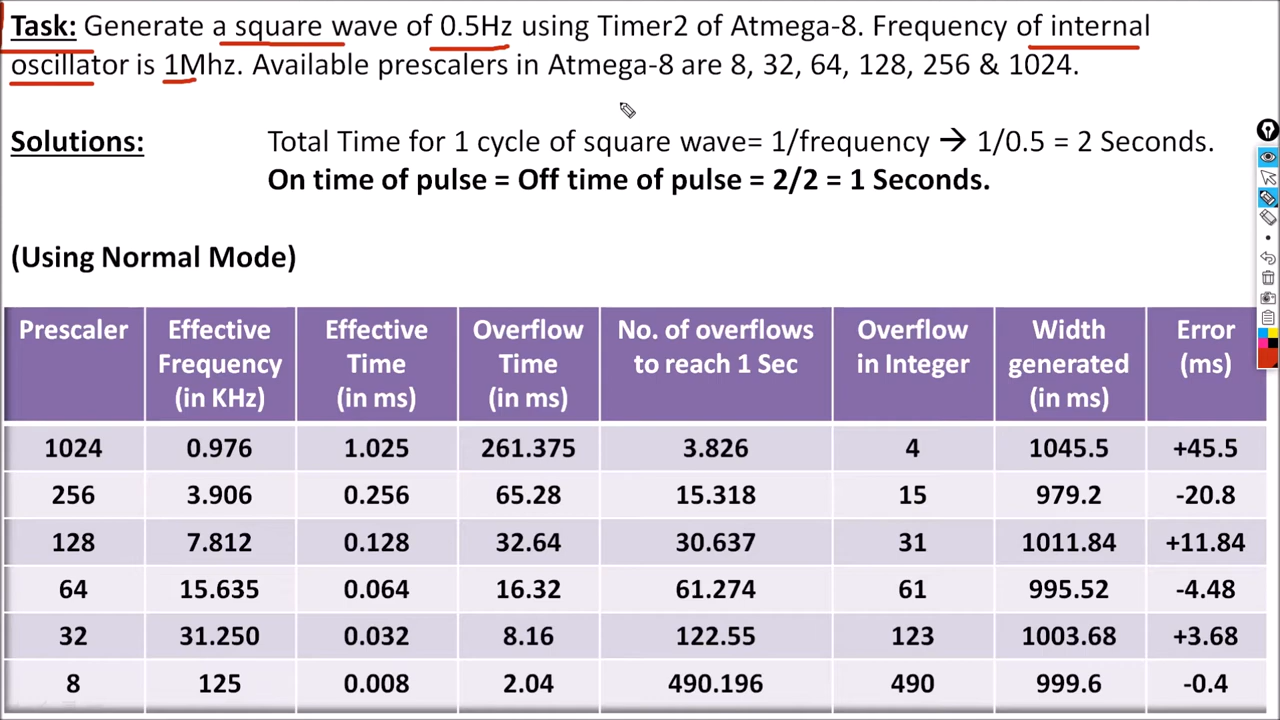 Task: Generate a square wave of 0.5Hz using Timer2 of Atmega-8. Frequency of internal
oscillator is 1Mhz. Available prescalers in Atmega-8 are 8, 32, 64, 128, 256 & 1024.
Solutions: Total Time for 1 cycle of square wave= 1/frequency → 1/0.5 = 2 Seconds.
On time of pulse = Off time of pulse = 2/2 = 1 Seconds.
(Using Normal Mode)
Prescaler Effective Overflow No. of overflows Overflow Width Error
Effective Frequency Time Time to reach 1 Sec in Integer generated (ms)
(in KHz) (in ms) (in ms) (in ms)
1024 0.976 1.025 261.375 3.826 4 1045.5 +45.5
256 3.906 0.256 65.28 15.318 15 979.2 -20.8
128 7.812 0.128 32.64 30.637 31 1011.84 +11.84
64 15.635 0.064 16.32 61.274 61 995.52 -4.48
32 31.250 0.032 8.16 122.55 123 1003.68 +3.68
8 125 0.008 2.04 490.196 490 999.6 -0.4